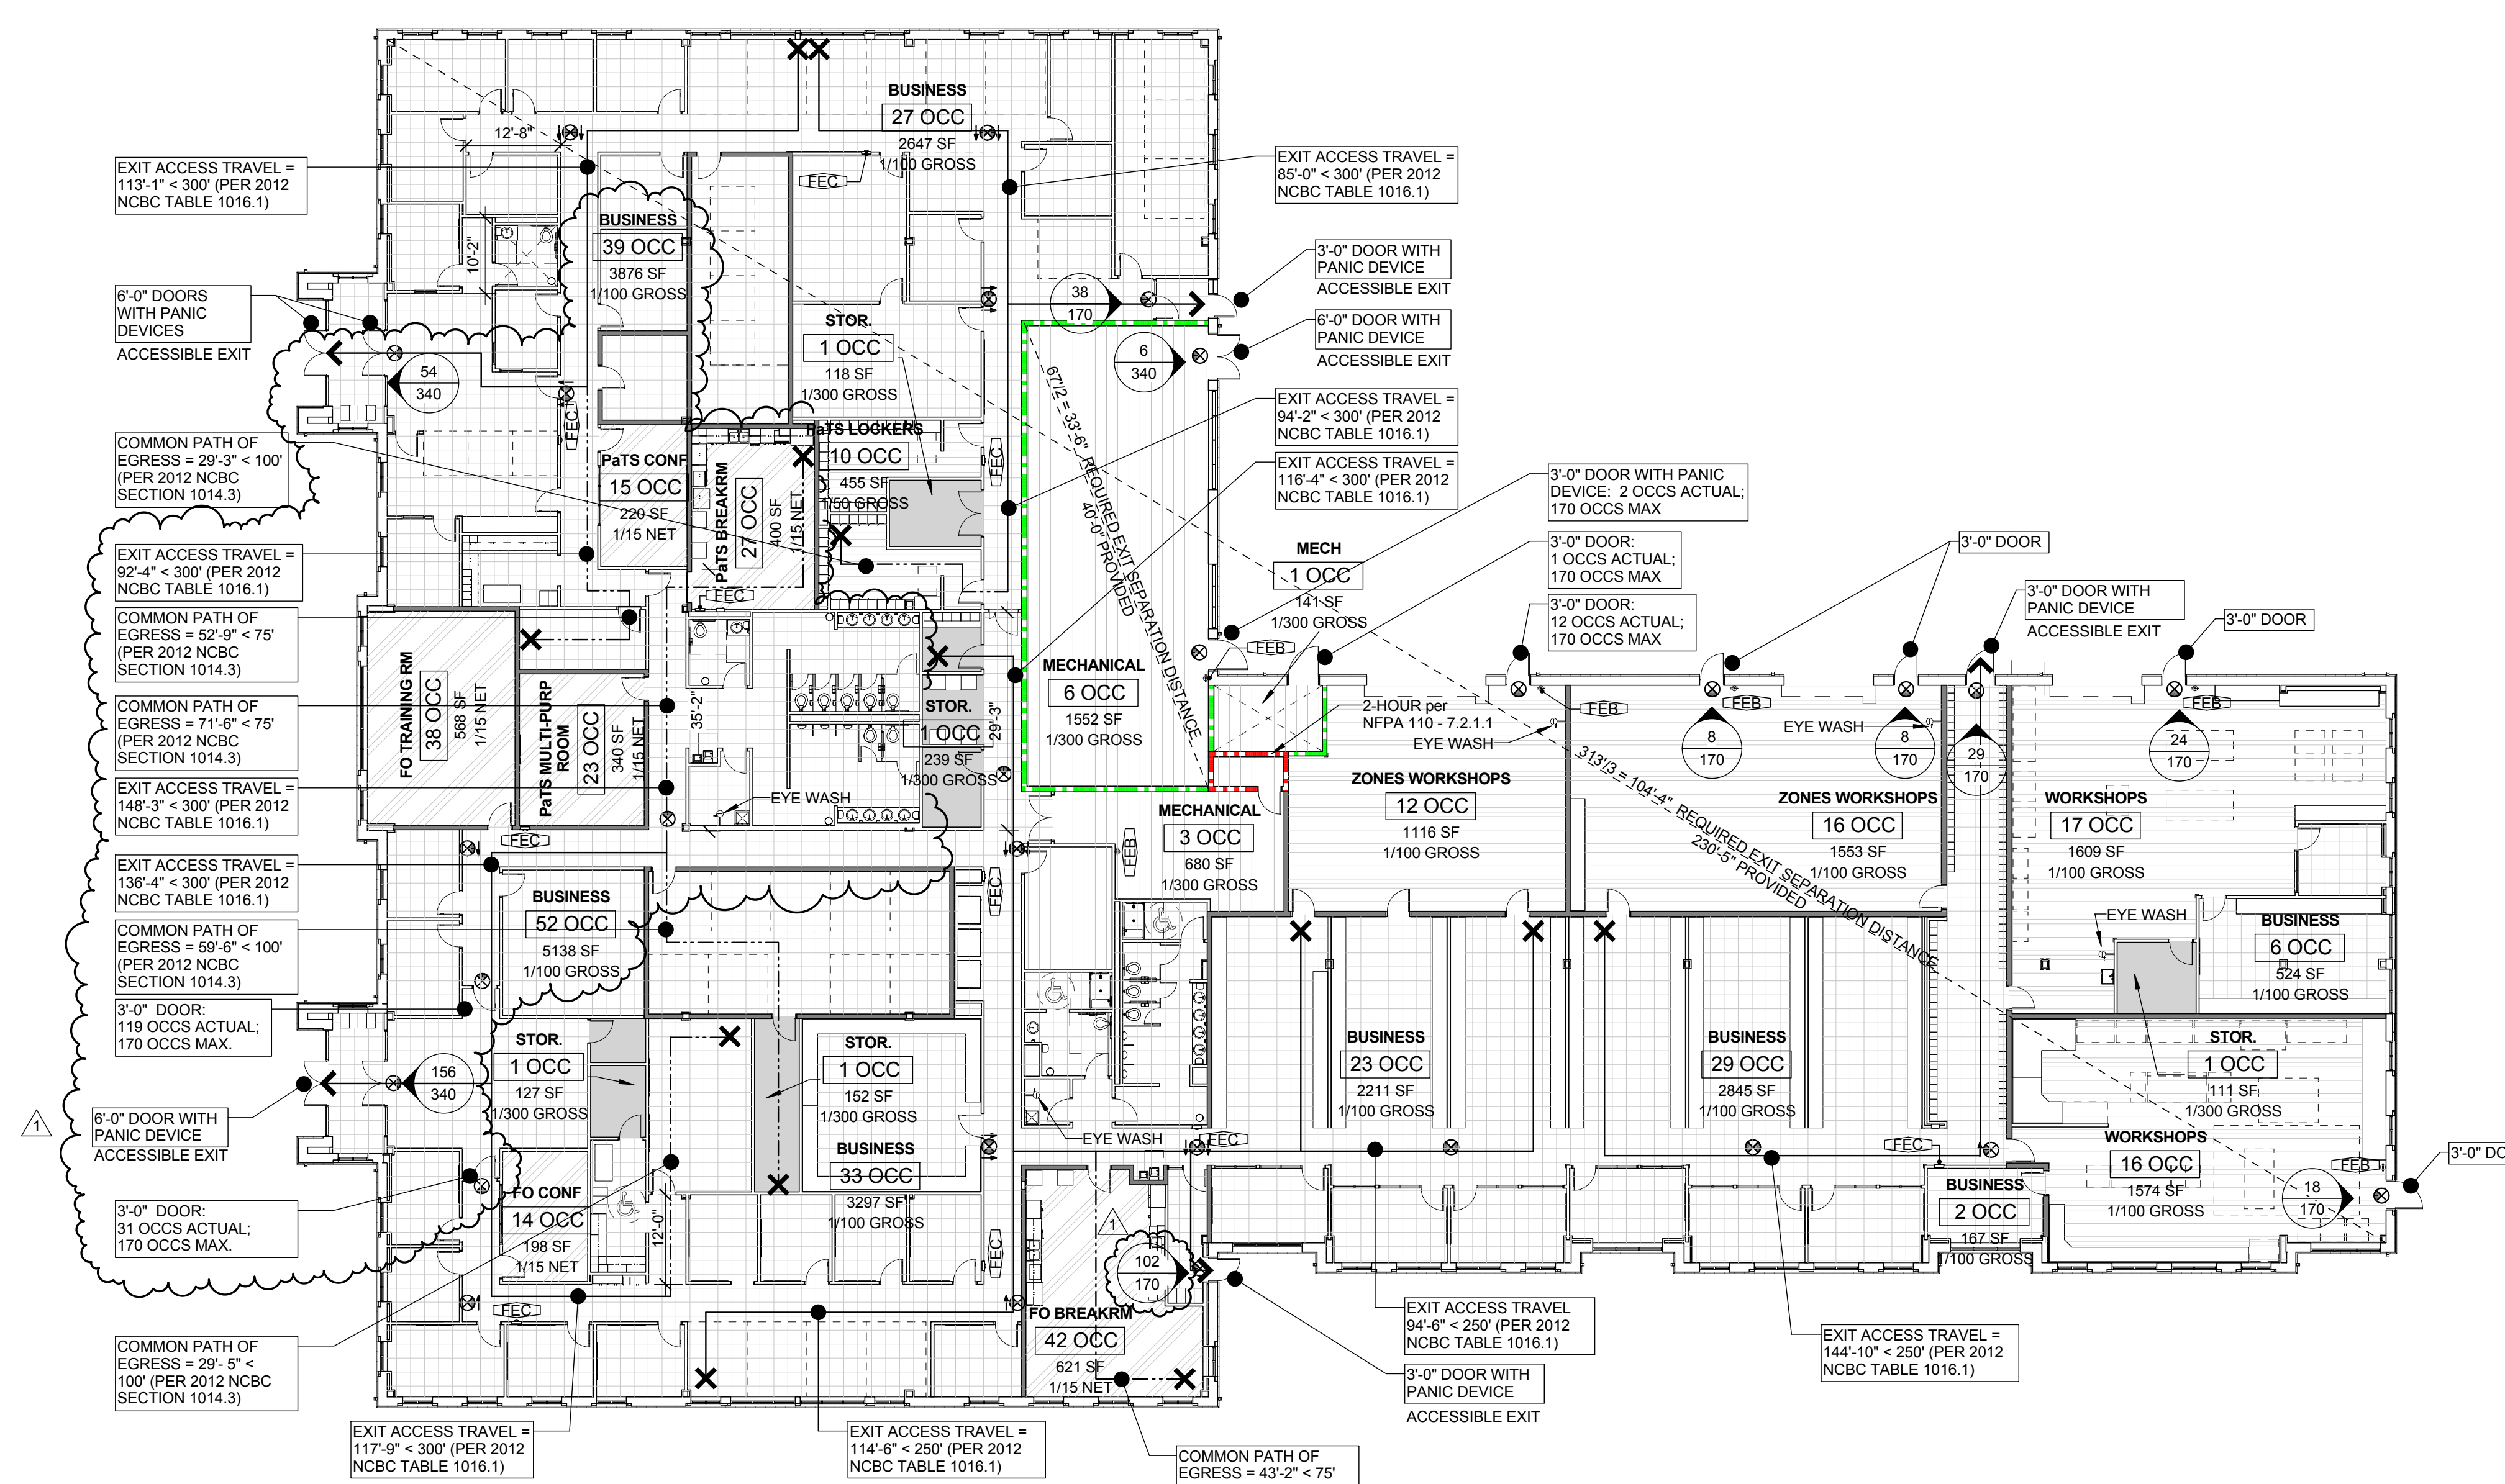 BUSINESS
27 OCC
2647 SF
1/100 GROSS
12'-8"
EXIT ACCESS TRAVEL =
113'-1" < 300' (PER 2012
NCBC TABLE 1016.1)
FEC
EXIT ACCESS TRAVEL =
85'-0" < 300' (PER 2012
NCBC TABLE 1016.1)
BUSINESS
39 OCC
3876 SF
1/100 GROSS
10'-2"
3'-0" DOOR WITH
PANIC DEVICE
ACCESSIBLE EXIT
6'-0" DOORS
WITH PANIC
DEVICES
ACCESSIBLE EXIT
38
170
6'-0" DOOR WITH
PANIC DEVICE
ACCESSIBLE EXIT
STOR.
1 OCC
118 SF
1/300 GROSS
6
340
54
340
FEC
67'/2 = 33'-6" REQUIRED EXIT SEPARATION DISTANCE
40'-0" PROVIDED
EXIT ACCESS TRAVEL =
94'-2" < 300' (PER 2012
NCBC TABLE 1016.1)
COMMON PATH OF
EGRESS = 29'-3" < 100'
(PER 2012 NCBC
SECTION 1014.3)
PaTS CONF
15 OCC
220 SF
1/15 NET
PaTS BREAKRM
27 OCC
400 SF
1/15 NET
PaTS LOCKERS
10 OCC
455 SF
1/50 GROSS
FEC
EXIT ACCESS TRAVEL =
116'-4" < 300' (PER 2012
NCBC TABLE 1016.1)
3'-0" DOOR WITH PANIC
DEVICE: 2 OCCS ACTUAL;
170 OCCS MAX
EXIT ACCESS TRAVEL =
92'-4" < 300' (PER 2012
NCBC TABLE 1016.1)
MECH
1 OCC
141 SF
1/300 GROSS
3'-0" DOOR:
1 OCCS ACTUAL;
170 OCCS MAX
3'-0" DOOR
3'-0" DOOR:
12 OCCS ACTUAL;
170 OCCS MAX
3'-0" DOOR WITH
PANIC DEVICE
ACCESSIBLE EXIT
3'-0" DOOR
COMMON PATH OF
EGRESS = 52'-9" < 75'
(PER 2012 NCBC
SECTION 1014.3)
FEC
FEB
FO TRAINING RM
38 OCC
568 SF
1/15 NET
PaTS MULTI-PURP
ROOM
23 OCC
340 SF
1/15 NET
35'-2"
STOR.
1 OCC
239 SF
1/300 GROSS
29'-3"
MECHANICAL
6 OCC
1552 SF
1/300 GROSS
COMMON PATH OF
EGRESS = 71'-6" < 75'
(PER 2012 NCBC
SECTION 1014.3)
2-HOUR per
NFPA 110 - 7.2.1.1
FEB
EYE WASH
FEB
8
170
EYE WASH
8
170
29
170
FEB
24
170
EXIT ACCESS TRAVEL =
148'-3" < 300' (PER 2012
NCBC TABLE 1016.1)
EYE WASH
FEC
MECHANICAL
3 OCC
680 SF
1/300 GROSS
FEB
ZONES WORKSHOPS
12 OCC
1116 SF
1/100 GROSS
313'/3 = 104'-4" REQUIRED EXIT SEPARATION DISTANCE
230'-5" PROVIDED
ZONES WORKSHOPS
16 OCC
1553 SF
1/100 GROSS
WORKSHOPS
17 OCC
1609 SF
1/100 GROSS
EXIT ACCESS TRAVEL =
136'-4" < 300' (PER 2012
NCBC TABLE 1016.1)
BUSINESS
52 OCC
5138 SF
1/100 GROSS
FEC
EYE WASH
BUSINESS
6 OCC
524 SF
1/100 GROSS
COMMON PATH OF
EGRESS = 59'-6" < 100'
(PER 2012 NCBC
SECTION 1014.3)
3'-0" DOOR:
119 OCCS ACTUAL;
170 OCCS MAX.
STOR.
1 OCC
127 SF
1/300 GROSS
STOR.
1 OCC
152 SF
1/300 GROSS
BUSINESS
23 OCC
2211 SF
1/100 GROSS
BUSINESS
29 OCC
2845 SF
1/100 GROSS
STOR.
1 OCC
111 SF
1/300 GROSS
156
340
1
6'-0" DOOR WITH
PANIC DEVICE
ACCESSIBLE EXIT
BUSINESS
33 OCC
3297 SF
1/100 GROSS
EYE WASH
FEC
FEC
WORKSHOPS
16 OCC
1574 SF
1/100 GROSS
FEB
3'-0" DO
FO CONF
14 OCC
198 SF
1/15 NET
12'-0"
FEC
1
BUSINESS
2 OCC
167 SF
1/100 GROSS
18
170
3'-0" DOOR:
31 OCCS ACTUAL;
170 OCCS MAX.
102
170
FEC
FO BREAKRM
42 OCC
621 SF
1/15 NET
EXIT ACCESS TRAVEL
94'-6" < 250' (PER 2012
NCBC TABLE 1016.1)
EXIT ACCESS TRAVEL =
144'-10" < 250' (PER 2012
NCBC TABLE 1016.1)
COMMON PATH OF
EGRESS = 29'- 5" <
100' (PER 2012 NCBC
SECTION 1014.3)
3'-0" DOOR WITH
PANIC DEVICE
ACCESSIBLE EXIT
EXIT ACCESS TRAVEL =
117'-9" < 300' (PER 2012
NCBC TABLE 1016.1)
EXIT ACCESS TRAVEL =
114'-6" < 250' (PER 2012
NCBC TABLE 1016.1)
COMMON PATH OF
EGRESS = 43'-2" < 75'